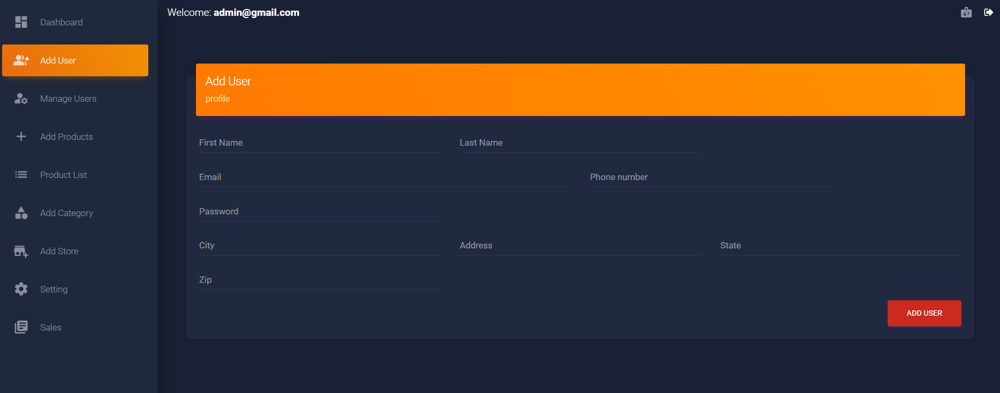 Dashboard
Add User
Manage Users
Add Products
Product List
Add Category
Add Store
Setting
Sales
Welcome: admin@gmail.com
Add User
profile
First Name Last Name
Email Phone number
Password
City Address State
Zip
ADD USER